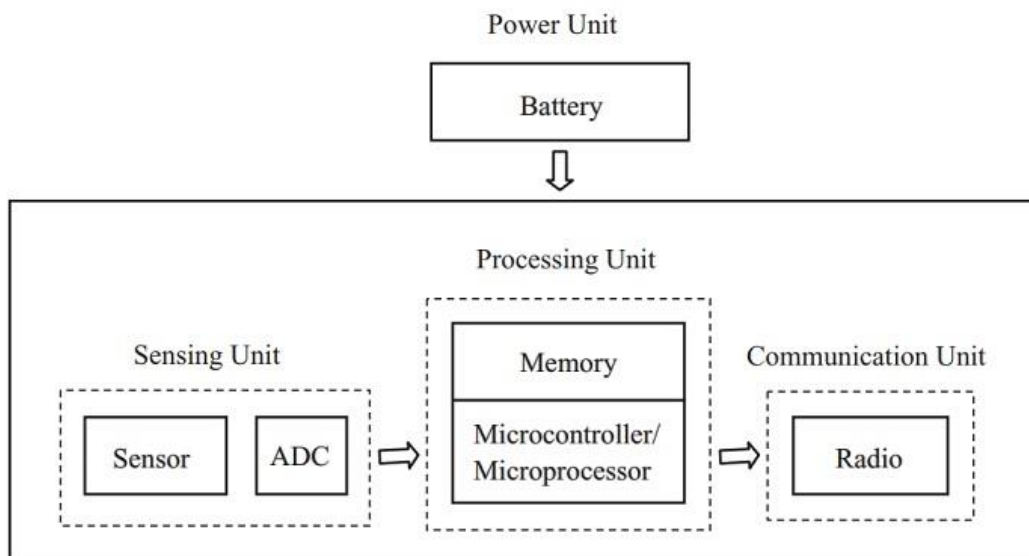 Power Unit
Battery
Processing Unit
Sensing Unit
Communication Unit
Memory
Sensor
ADC
Microcontroller/
Microprocessor
Radio